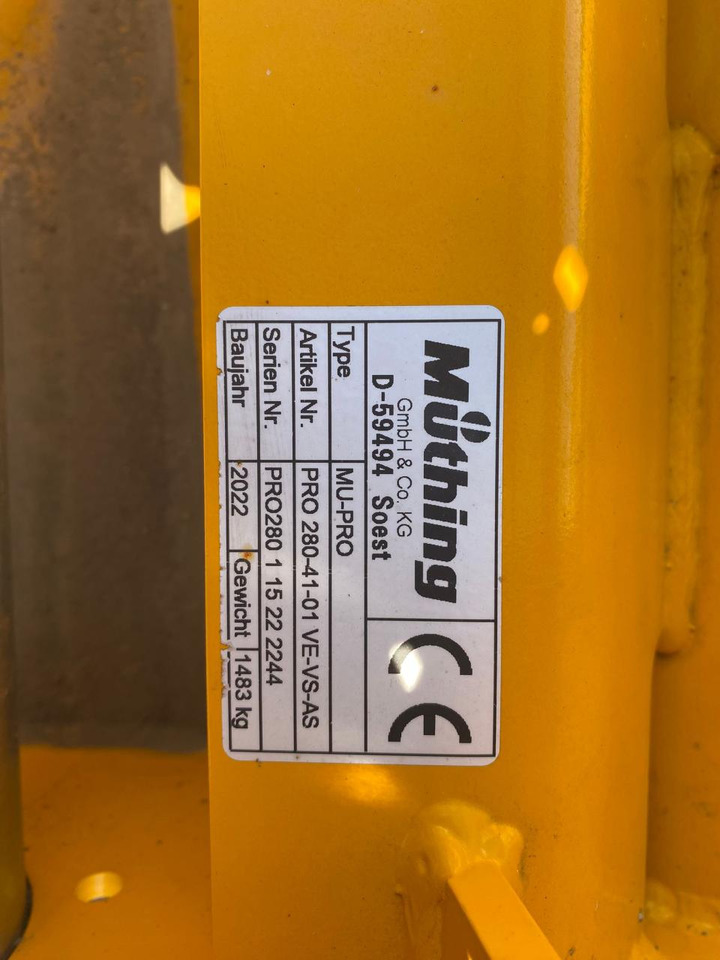 Müthing
GmbH & Co. KG
D-59494 Soest
CE
Type MU-PRO
Artikel Nr. PRO 280-41-01 VE-VS-AS
Serien Nr. PRO280 1 15 22 2244
Baujahr 2022 Gewicht 1483 kg